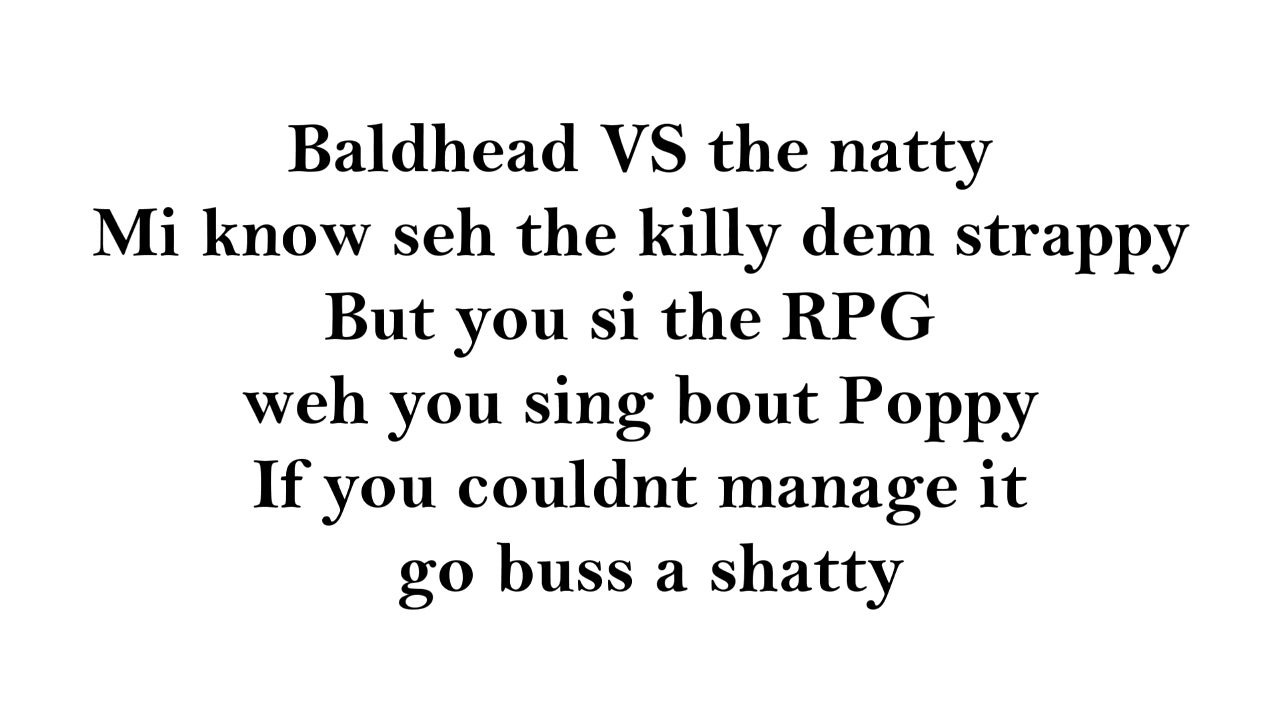 Baldhead VS the natty
Mi know seh the killy dem strappy
But you si the RPG
weh you sing bout Poppy
If you couldnt manage it
go buss a shatty